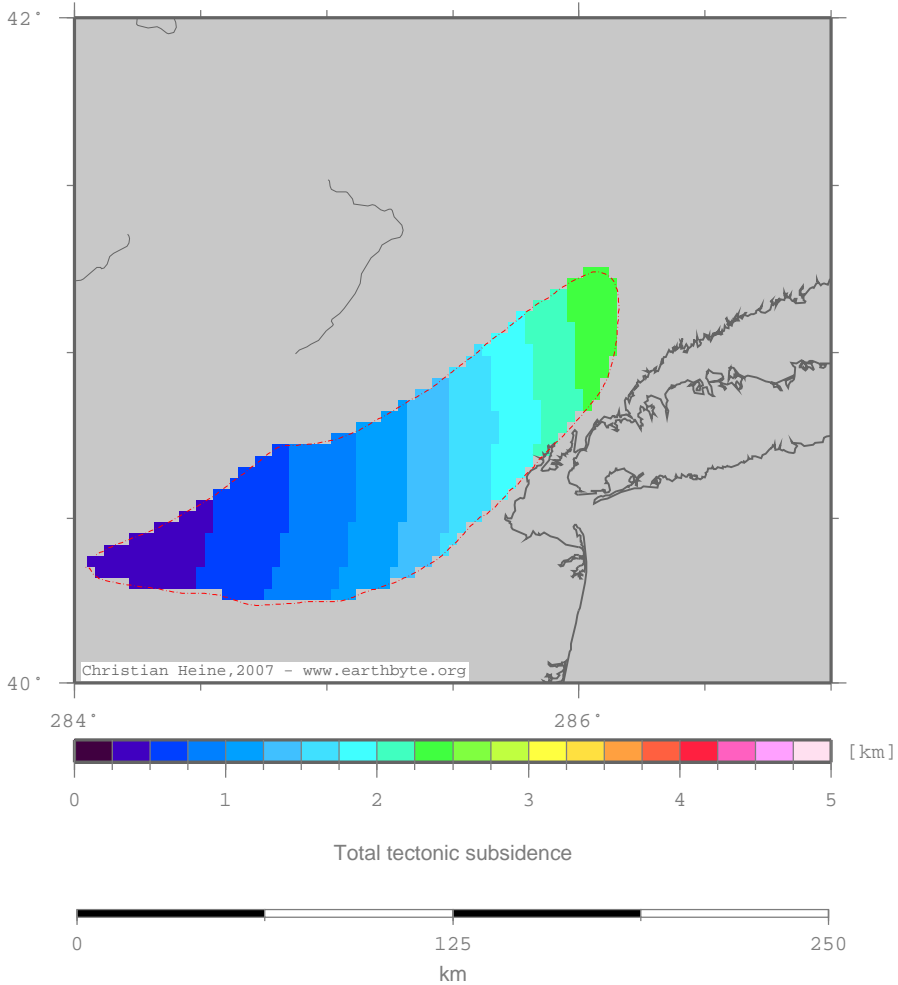 42°
Christian Heine,2007 - www.earthbyte.org
40°
284° 286°
[km]
0 1 2 3 4 5
Total tectonic subsidence
0 125 250
km